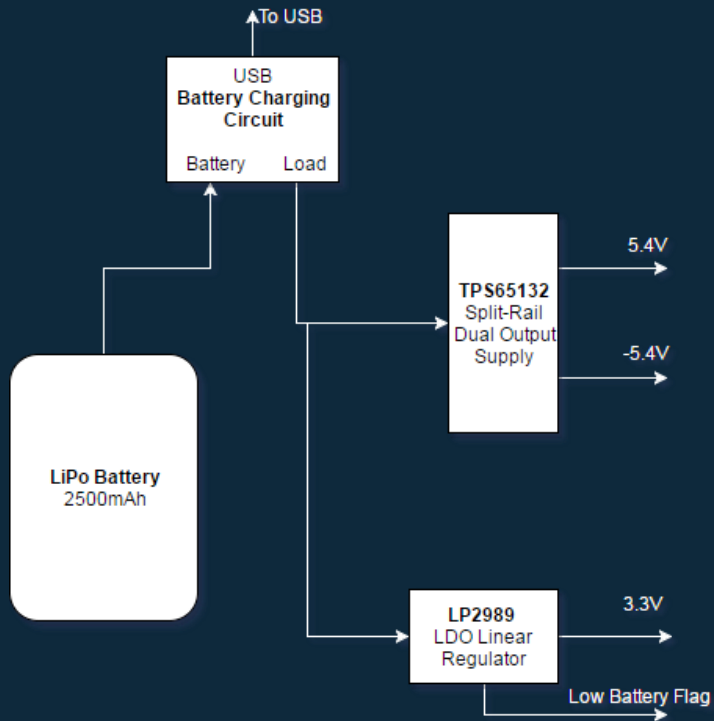 To USB
USB
Battery Charging
Circuit
Battery
Load
5.4V
TPS65132
Split-Rail
Dual Output
Supply
-5.4V
LiPo Battery
2500mAh
LP2989
LDO Linear
Regulator
3.3V
Low Battery Flag